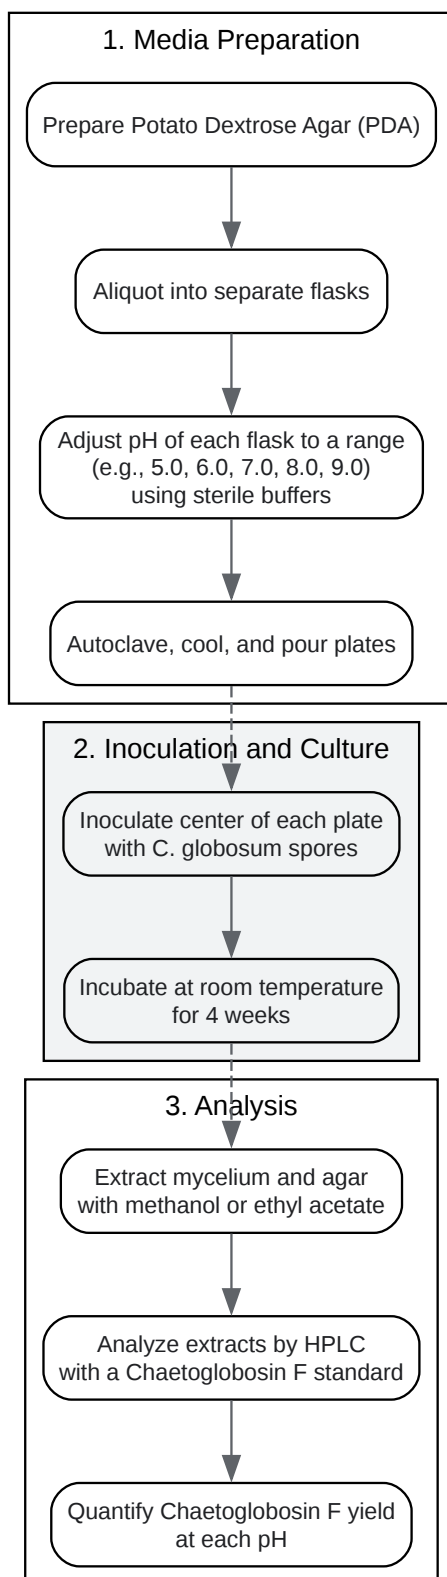 1. Media Preparation
Prepare Potato Dextrose Agar (PDA)
Aliquot into separate flasks
Adjust pH of each flask to a range
(e.g., 5.0, 6.0, 7.0, 8.0, 9.0)
using sterile buffers
Autoclave, cool, and pour plates
2. Inoculation and Culture
Inoculate center of each plate
with C. globosum spores
Incubate at room temperature
for 4 weeks
3. Analysis
Extract mycelium and agar
with methanol or ethyl acetate
Analyze extracts by HPLC
with a Chaetoglobosin F standard
Quantify Chaetoglobosin F yield
at each pH